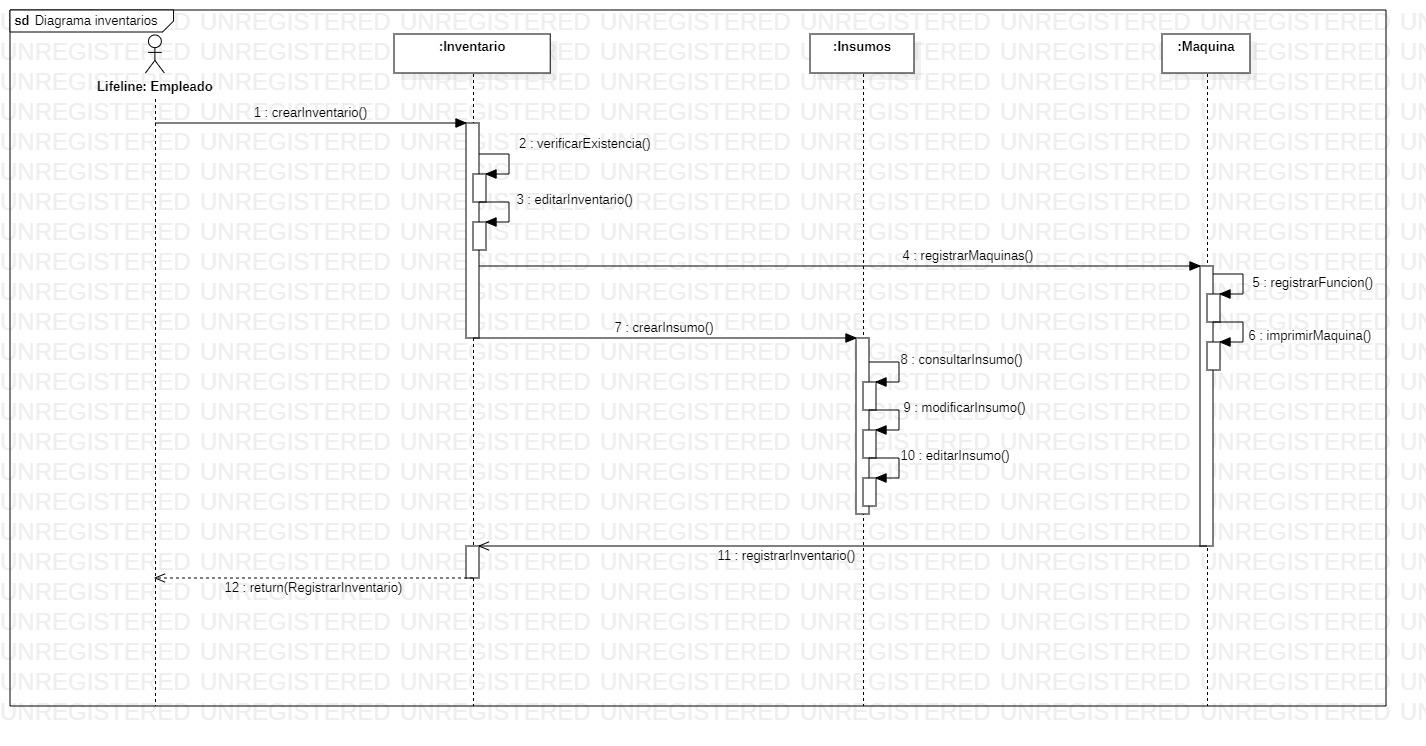 sd Diagrama inventarios
:Inventario
:Insumos
:Maquina
Lifeline: Empleado
1 : crearInventario()
2 : verificarExistencia()
3 : editarInventario()
4 : registrarMaquinas()
5 : registrarFuncion()
7 : crearInsumo()
6 : imprimirMaquina()
8 : consultarInsumo()
9 : modificarInsumo()
10 : editarInsumo()
11 : registrarInventario()
12 : return(RegistrarInventario)
UNREGISTERED